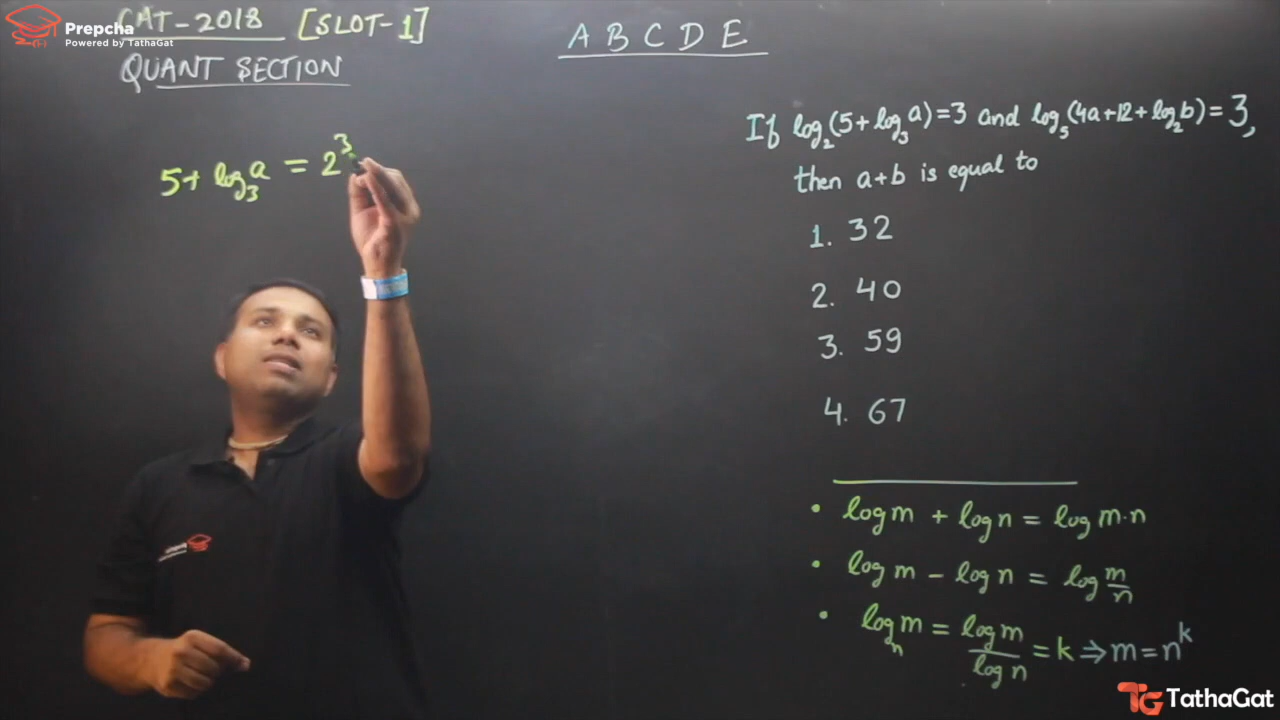 Prepcha
Powered by TathaGat
CAT-2018 [SLOT-1]
QUANT SECTION
A B C D E
5+ log₃a = 2³
If log₂(5+log₃a)=3 and log₅(4a+12+log₂b)=3,
then a+b is equal to
1. 32
2. 40
3. 59
4. 67
• log m + log n = log m·n
• log m - log n = log m/n
• logₙm = log m/log n = k ⇒ m = n^k
TG TathaGat